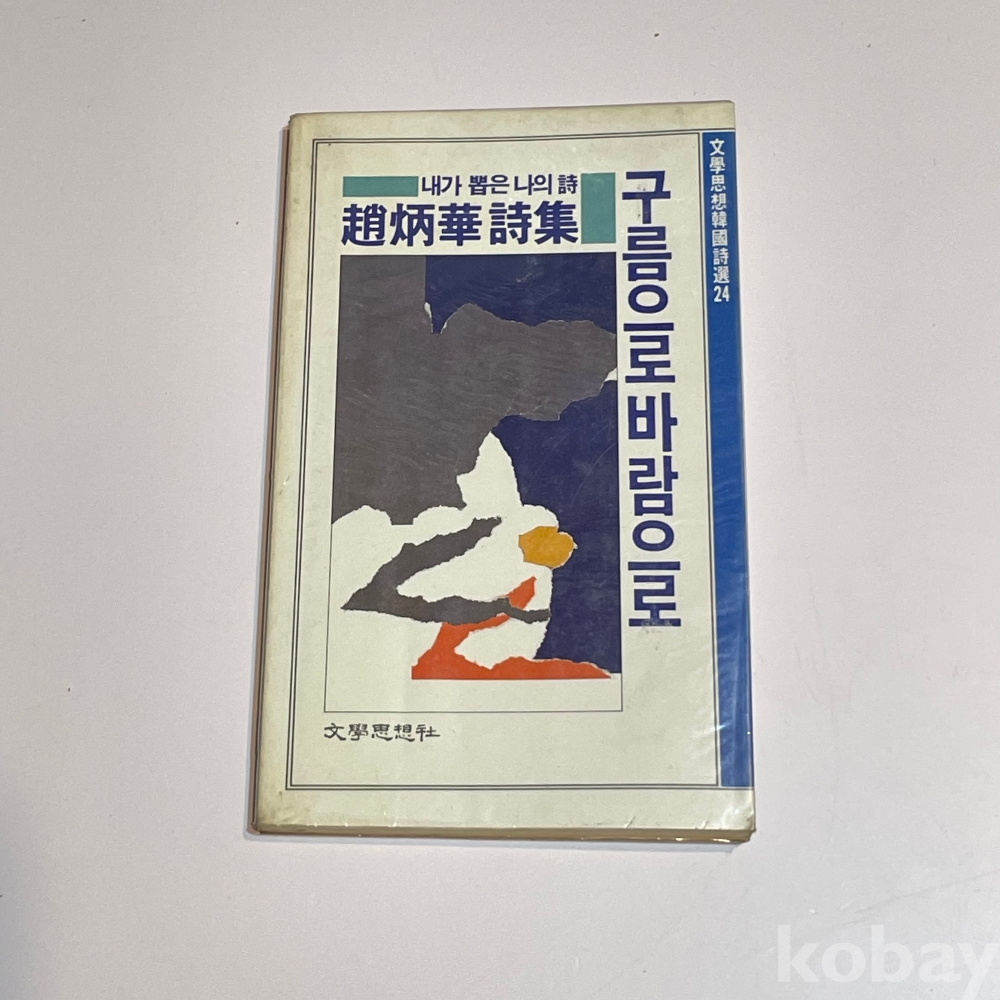 내가 뽑은 나의 詩
趙炳華 詩集
구름으로 바람으로
文學思想韓國詩選 24
文學思想社
kobay